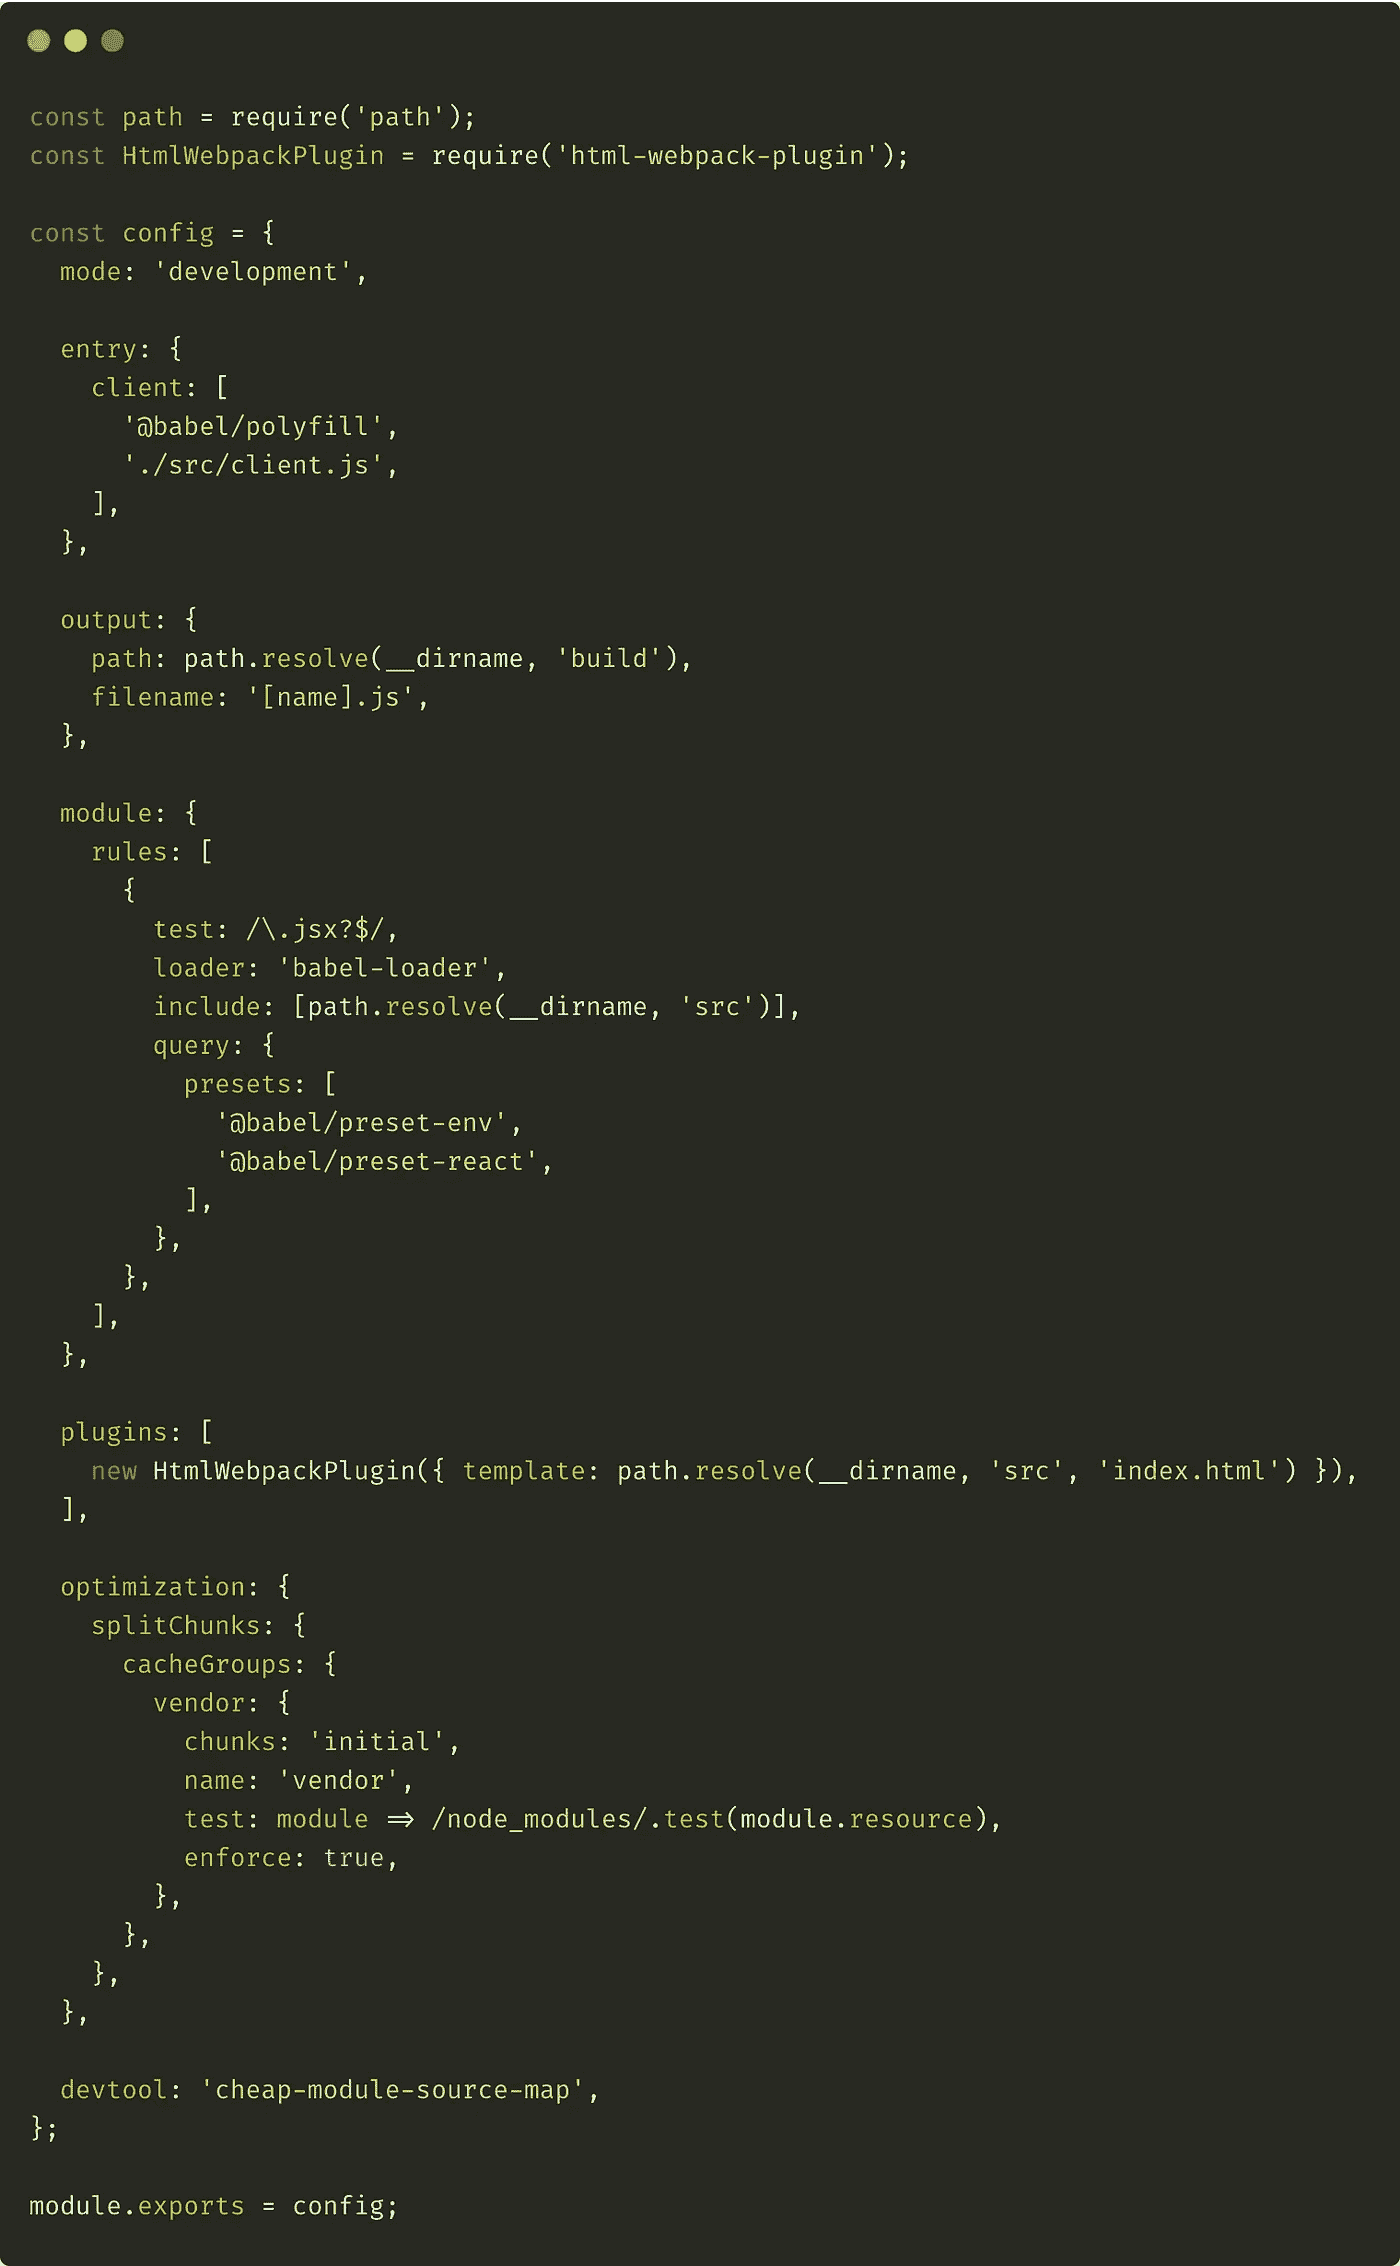 const path = require('path');
const HtmlWebpackPlugin = require('html-webpack-plugin');

const config = {
  mode: 'development',

  entry: {
    client: [
      '@babel/polyfill',
      './src/client.js',
    ],
  },

  output: {
    path: path.resolve(__dirname, 'build'),
    filename: '[name].js',
  },

  module: {
    rules: [
      {
        test: /\.jsx?$/,
        loader: 'babel-loader',
        include: [path.resolve(__dirname, 'src')],
        query: {
          presets: [
            '@babel/preset-env',
            '@babel/preset-react',
          ],
        },
      },
    ],
  },

  plugins: [
    new HtmlWebpackPlugin({ template: path.resolve(__dirname, 'src', 'index.html') }),
  ],

  optimization: {
    splitChunks: {
      cacheGroups: {
        vendor: {
          chunks: 'initial',
          name: 'vendor',
          test: module => /node_modules/.test(module.resource),
          enforce: true,
        },
      },
    },
  },

  devtool: 'cheap-module-source-map',
};

module.exports = config;